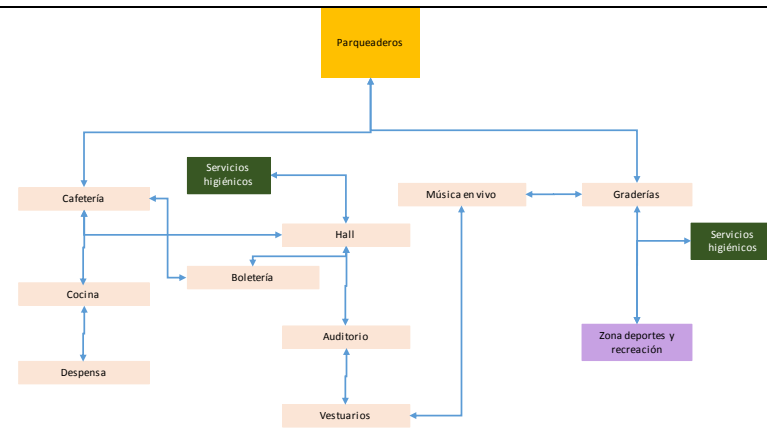 Parqueaderos
Servicios
higiénicos
Cafetería
Música en vivo
Graderías
Hall
Servicios
higiénicos
Boletería
Cocina
Auditorio
Zona deportes y
recreación
Despensa
Vestuarios